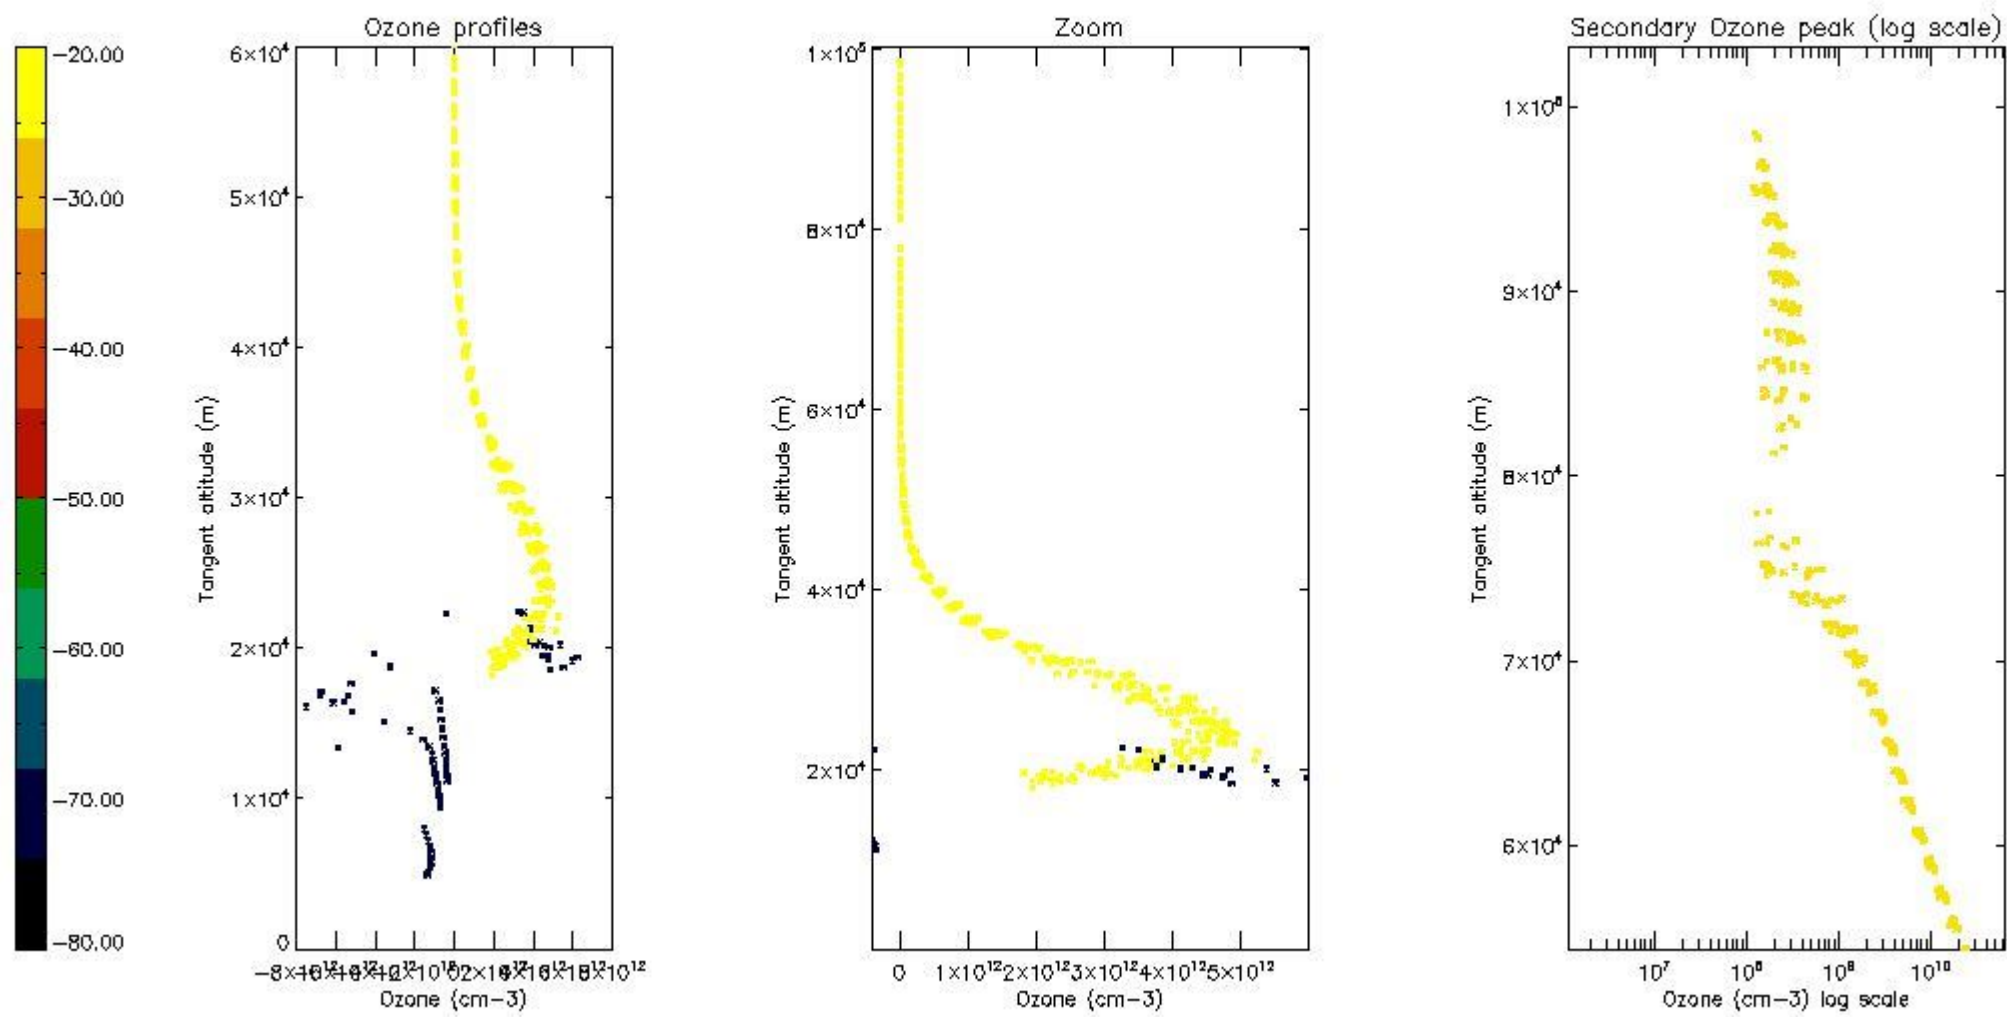 Ozone profiles
Zoom
Secondary Ozone peak (log scale)
−20.00
−30.00
−40.00
−50.00
−60.00
−70.00
−80.00
6×10⁴
5×10⁴
4×10⁴
3×10⁴
2×10⁴
1×10⁴
0
Tangent altitude (m)
Ozone (cm−3)
1×10⁵
8×10⁴
6×10⁴
4×10⁴
2×10⁴
Tangent altitude (m)
0 1×10¹² 2×10¹² 3×10¹² 4×10¹² 5×10¹²
Ozone (cm−3)
9×10⁴
8×10⁴
7×10⁴
6×10⁴
Tangent altitude (m)
10⁷ 10⁸ 10⁹ 10¹⁰
Ozone (cm−3) log scale